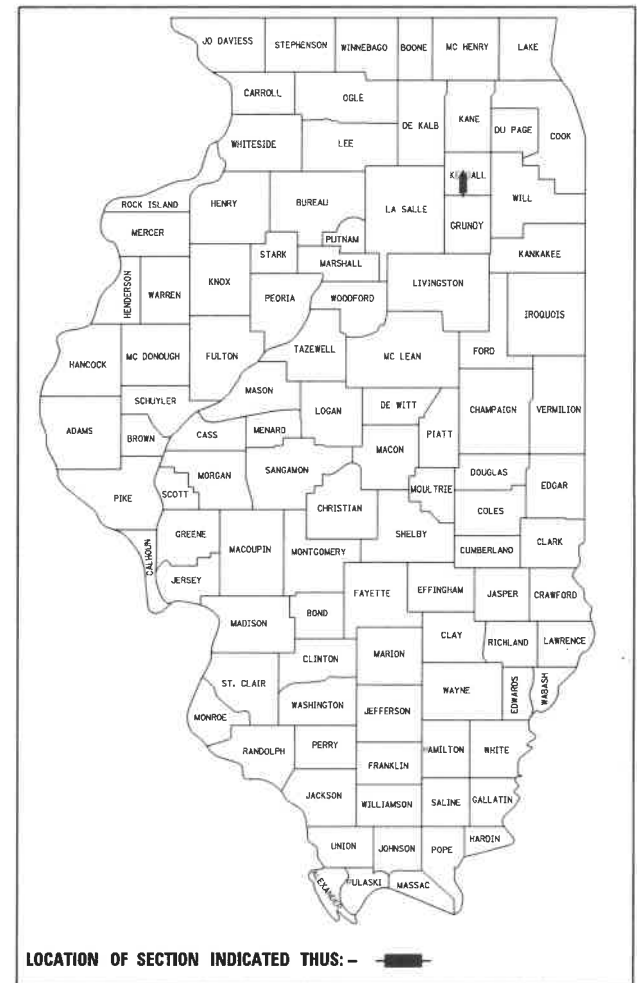 JO DAVIESS STEPHENSON WINNEBAGO BOONE MC HENRY LAKE
CARROLL OGLE DE KALB KANE DU PAGE COOK
WHITESIDE LEE
KENDALL WILL
ROCK ISLAND HENRY BUREAU LA SALLE GRUNDY
MERCER PUTNAM
STARK MARSHALL KANKAKEE
HENDERSON WARREN KNOX PEORIA WOODFORD LIVINGSTON IROQUOIS
HANCOCK MC DONOUGH FULTON TAZEWELL MC LEAN FORD
MASON
SCHUYLER LOGAN DE WITT CHAMPAIGN VERMILION
ADAMS BROWN CASS MENARD MACON PIATT
SANGAMON
MORGAN DOUGLAS EDGAR
PIKE SCOTT CHRISTIAN MOULTRIE COLES
GREENE SHELBY
CALHOUN MACOUPIN MONTGOMERY CUMBERLAND CLARK
JERSEY FAYETTE EFFINGHAM JASPER CRAWFORD
MADISON BOND
CLAY RICHLAND LAWRENCE
CLINTON MARION
ST. CLAIR WAYNE EDWARDS WABASH
WASHINGTON JEFFERSON
MONROE
RANDOLPH PERRY HAMILTON WHITE
FRANKLIN
JACKSON WILLIAMSON SALINE GALLATIN
UNION JOHNSON POPE HARDIN
ALEXANDER PULASKI MASSAC
LOCATION OF SECTION INDICATED THUS: -